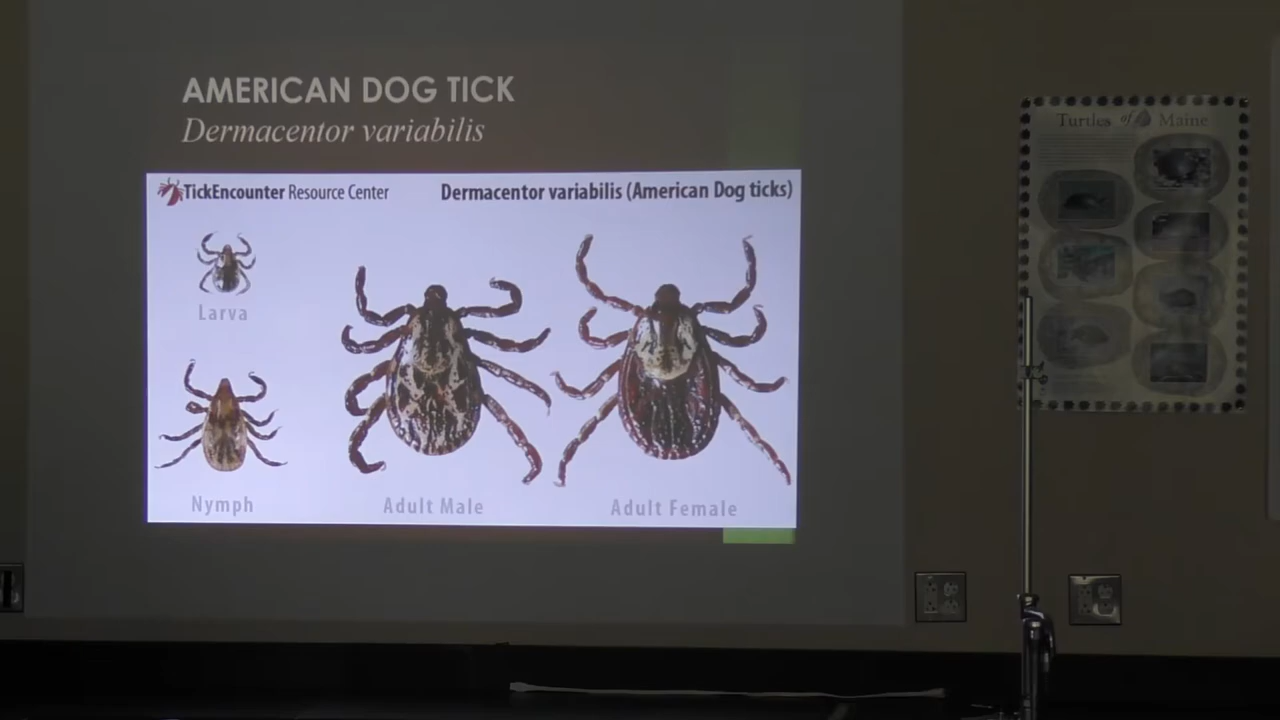 AMERICAN DOG TICK
Dermacentor variabilis
TickEncounter Resource Center
Dermacentor variabilis (American Dog ticks)
Larva
Nymph
Adult Male
Adult Female
Turtles of Maine